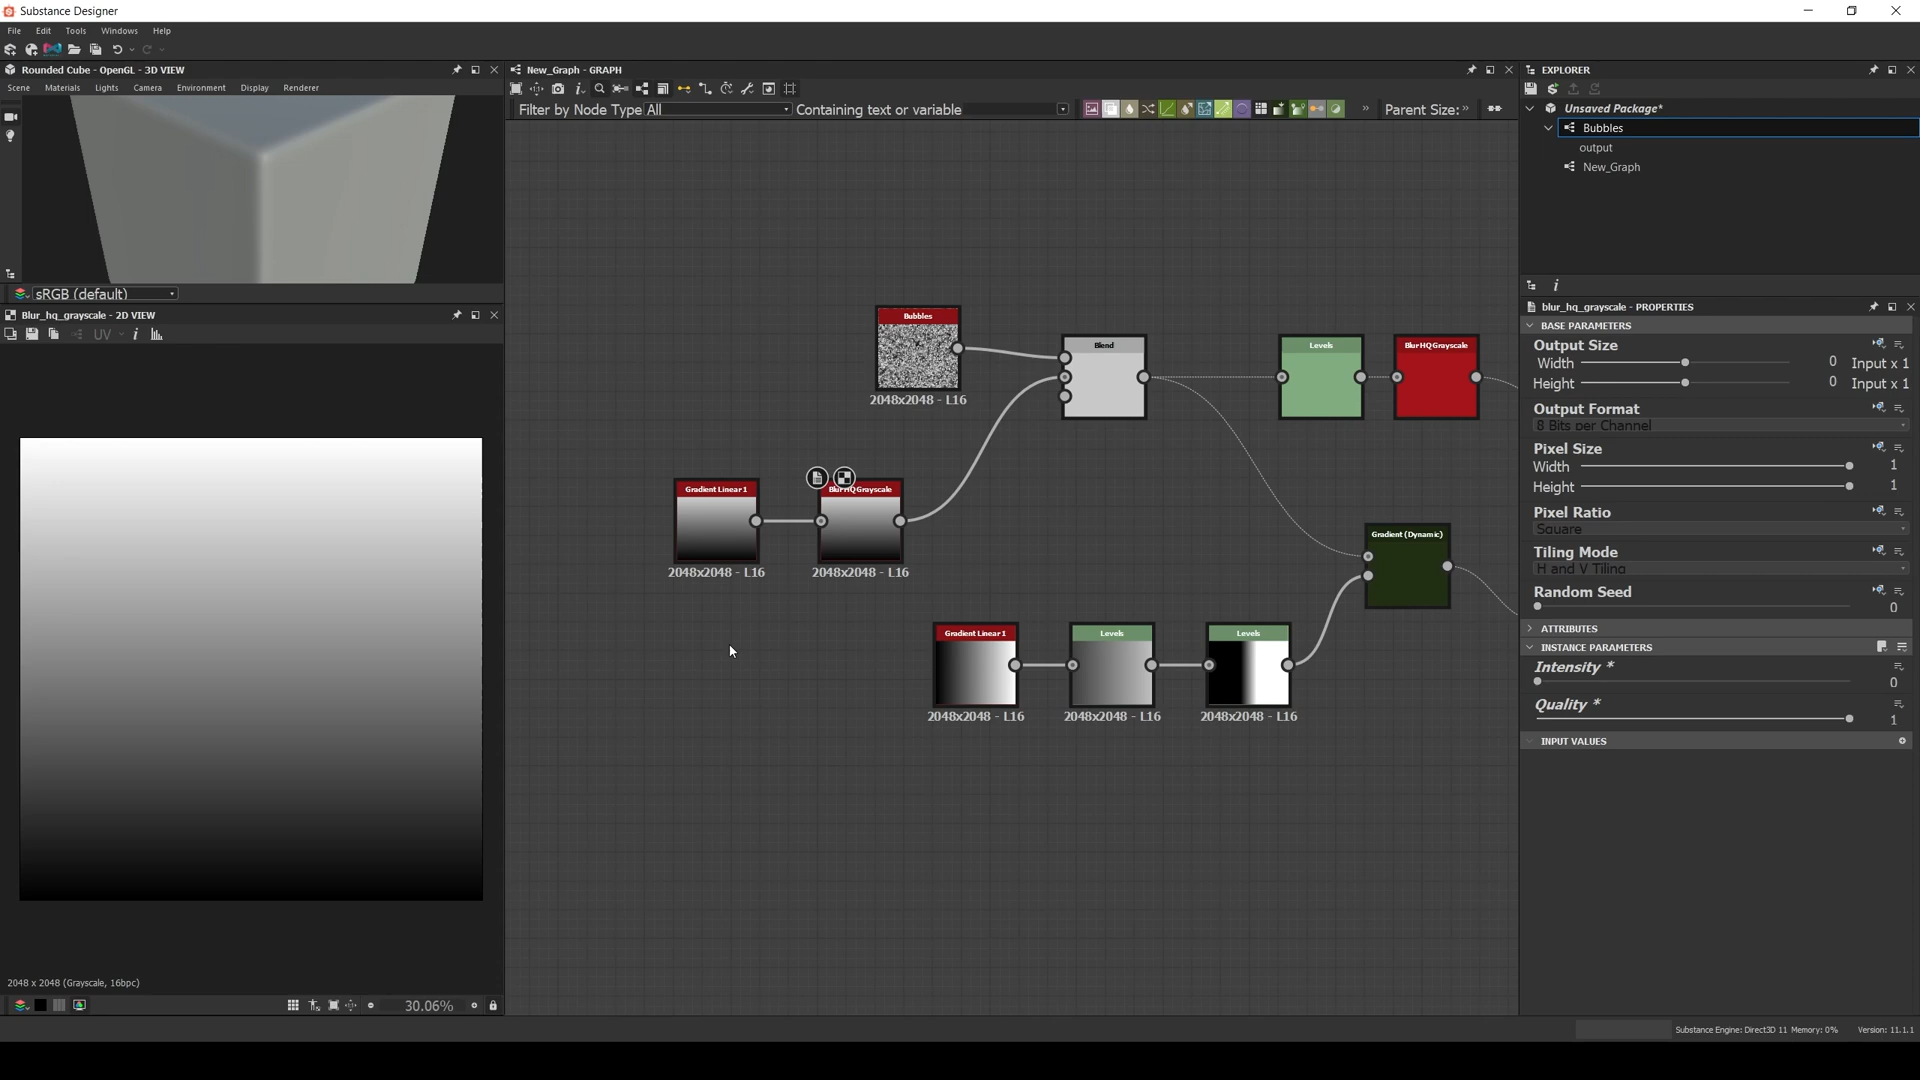 Substance Designer
File Edit Tools Windows Help
Rounded Cube - OpenGL - 3D VIEW
Scene Materials Lights Camera Environment Display Renderer
sRGB (default)
Blur_hq_grayscale - 2D VIEW
UV
2048 x 2048 (Grayscale, 16bpc)
30.06%
New_Graph - GRAPH
Filter by Node Type All Containing text or variable Parent Size:
Bubbles
2048x2048 - L16
Blend
Levels
Blur HQ Grayscale
Gradient Linear 1
2048x2048 - L16
2048x2048 - L16
Gradient (Dynamic)
Gradient Linear 1
2048x2048 - L16
Levels
2048x2048 - L16
Levels
2048x2048 - L16
EXPLORER
Unsaved Package*
Bubbles
output
New_Graph
blur_hq_grayscale - PROPERTIES
BASE PARAMETERS
Output Size
Width 0 Input x 1
Height 0 Input x 1
Output Format
8 Bits per Channel
Pixel Size
Width 1
Height 1
Pixel Ratio
Square
Tiling Mode
H and V Tiling
Random Seed
0
ATTRIBUTES
INSTANCE PARAMETERS
Intensity *
0
Quality *
1
INPUT VALUES
Substance Engine: Direct3D 11 Memory: 0% Version: 11.1.1